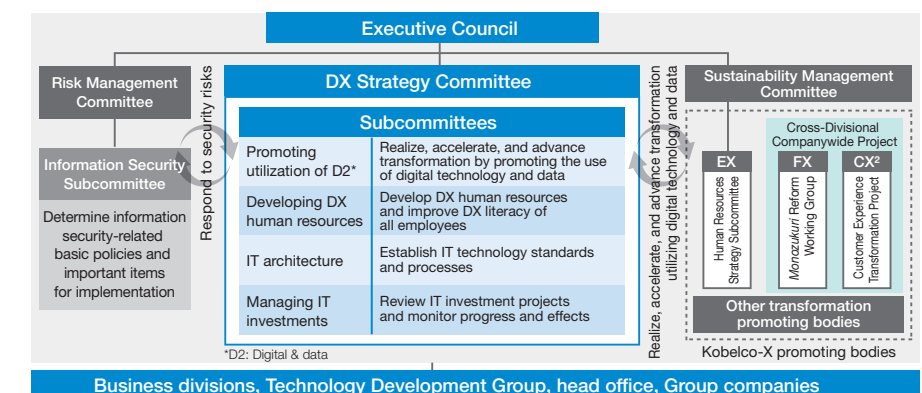 Executive Council
Risk Management
Committee
Information Security
Subcommittee
Determine information
security-related
basic policies and
important items
for implementation
Respond to security risks
DX Strategy Committee
Subcommittees
Promoting
utilization of D2*
Realize, accelerate, and advance
transformation by promoting the use
of digital technology and data
Developing DX
human resources
Develop DX human resources
and improve DX literacy of
all employees
IT architecture
Establish IT technology standards
and processes
Managing IT
investments
Review IT investment projects
and monitor progress and effects
*D2: Digital & data
Realize, accelerate, and advance transformation
utilizing digital technology and data
Sustainability Management
Committee
Cross-Divisional
Companywide Project
EX
Human Resources
Strategy Subcommittee
FX
Monozukuri Reform
Working Group
CX²
Customer Experience
Transformation Project
Other transformation
promoting bodies
Kobelco-X promoting bodies
Business divisions, Technology Development Group, head office, Group companies